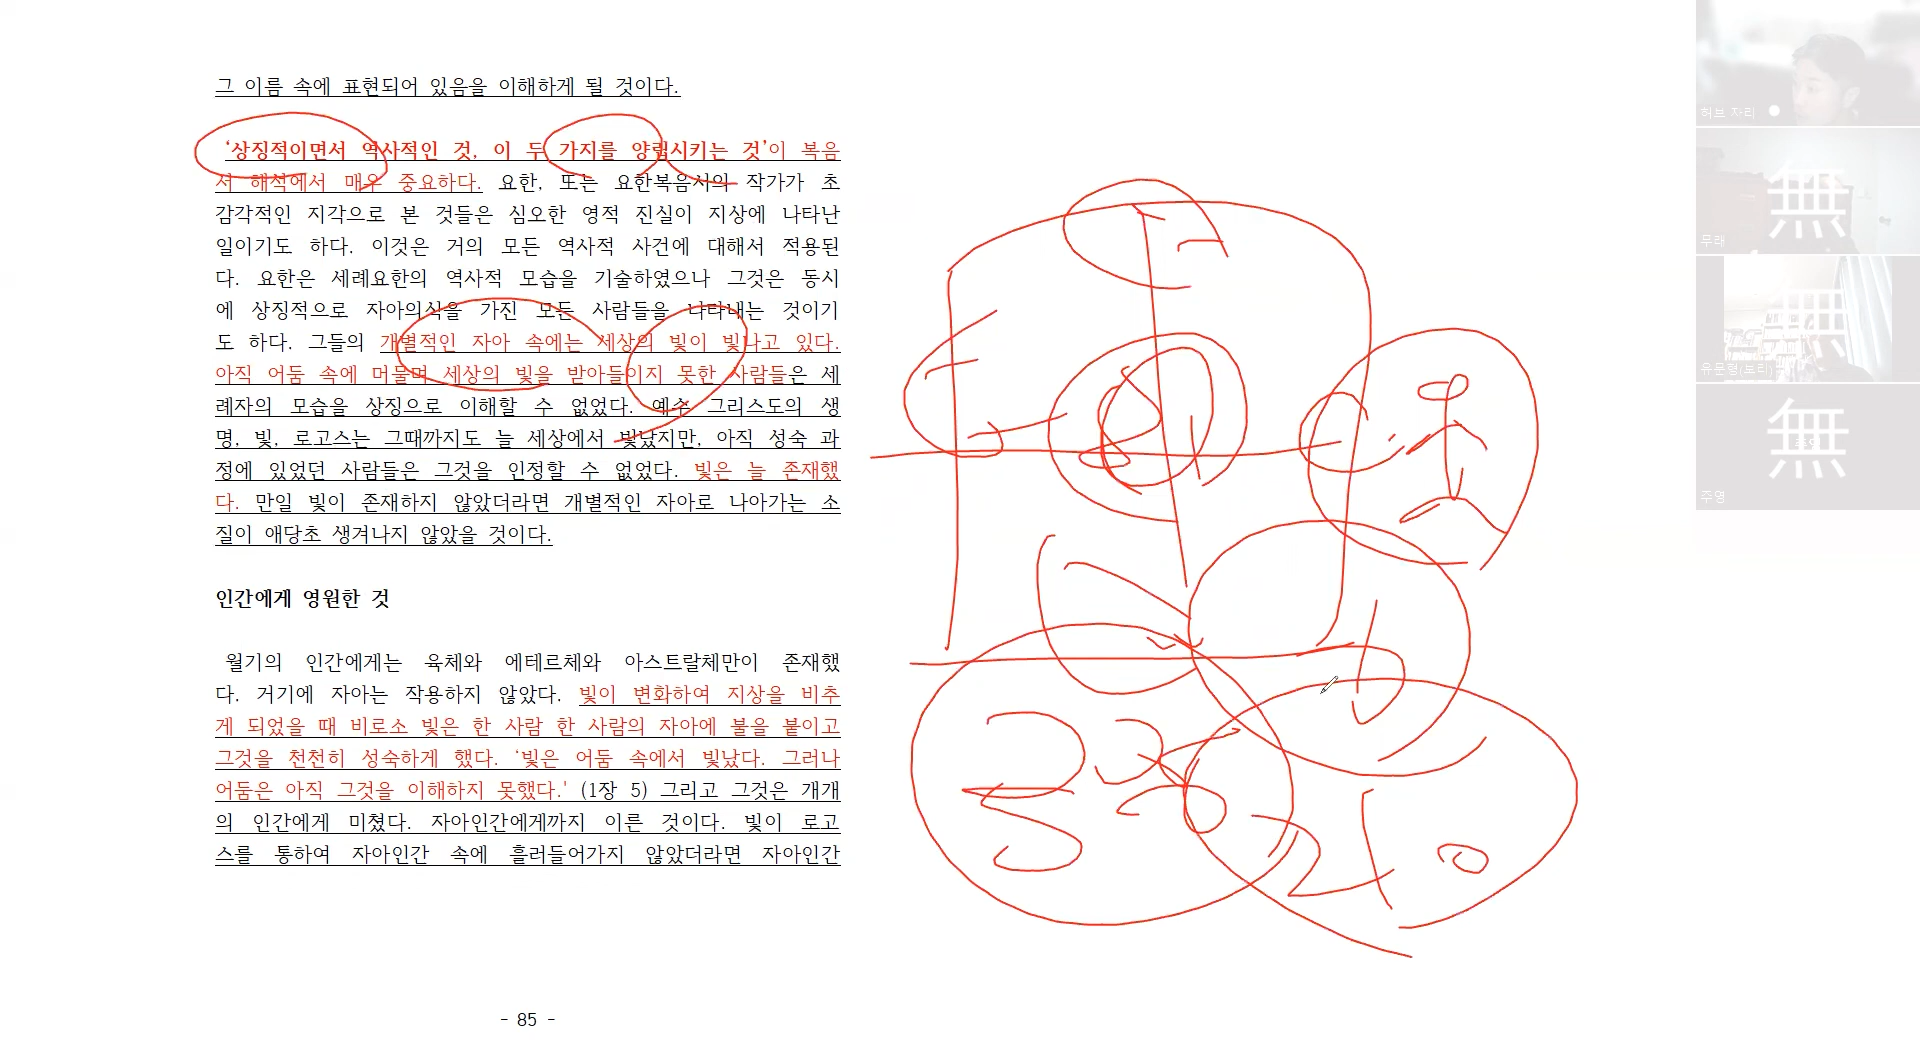 그 이름 속에 표현되어 있음을 이해하게 될 것이다.
‘상징적이면서 역사적인 것, 이 두 가지를 양립시키는 것’이 복음
서 해석에서 매우 중요하다. 요한, 또는 요한복음서의 작가가 초
감각적인 지각으로 본 것들은 심오한 영적 진실이 지상에 나타난
일이기도 하다. 이것은 거의 모든 역사적 사건에 대해서 적용된
다. 요한은 세례요한의 역사적 모습을 기술하였으나 그것은 동시
에 상징적으로 자아의식을 가진 모든 사람들을 나타내는 것이기
도 하다. 그들의 개별적인 자아 속에는 세상의 빛이 빛나고 있다.
아직 어둠 속에 머물며 세상의 빛을 받아들이지 못한 사람들은 세
례자의 모습을 상징으로 이해할 수 없었다. 예수 그리스도의 생
명, 빛, 로고스는 그때까지도 늘 세상에서 빛났지만, 아직 성숙 과
정에 있었던 사람들은 그것을 인정할 수 없었다. 빛은 늘 존재했
다. 만일 빛이 존재하지 않았더라면 개별적인 자아로 나아가는 소
질이 애당초 생겨나지 않았을 것이다.
인간에게 영원한 것
월기의 인간에게는 육체와 에테르체와 아스트랄체만이 존재했
다. 거기에 자아는 작용하지 않았다. 빛이 변화하여 지상을 비추
게 되었을 때 비로소 빛은 한 사람 한 사람의 자아에 불을 붙이고
그것을 천천히 성숙하게 했다. ‘빛은 어둠 속에서 빛났다. 그러나
어둠은 아직 그것을 이해하지 못했다.' (1장 5) 그리고 그것은 개개
의 인간에게 미쳤다. 자아인간에게까지 이른 것이다. 빛이 로고
스를 통하여 자아인간 속에 흘러들어가지 않았더라면 자아인간
- 85 -
허브 자리
無
무래
無
유문형(보리)
無
주영